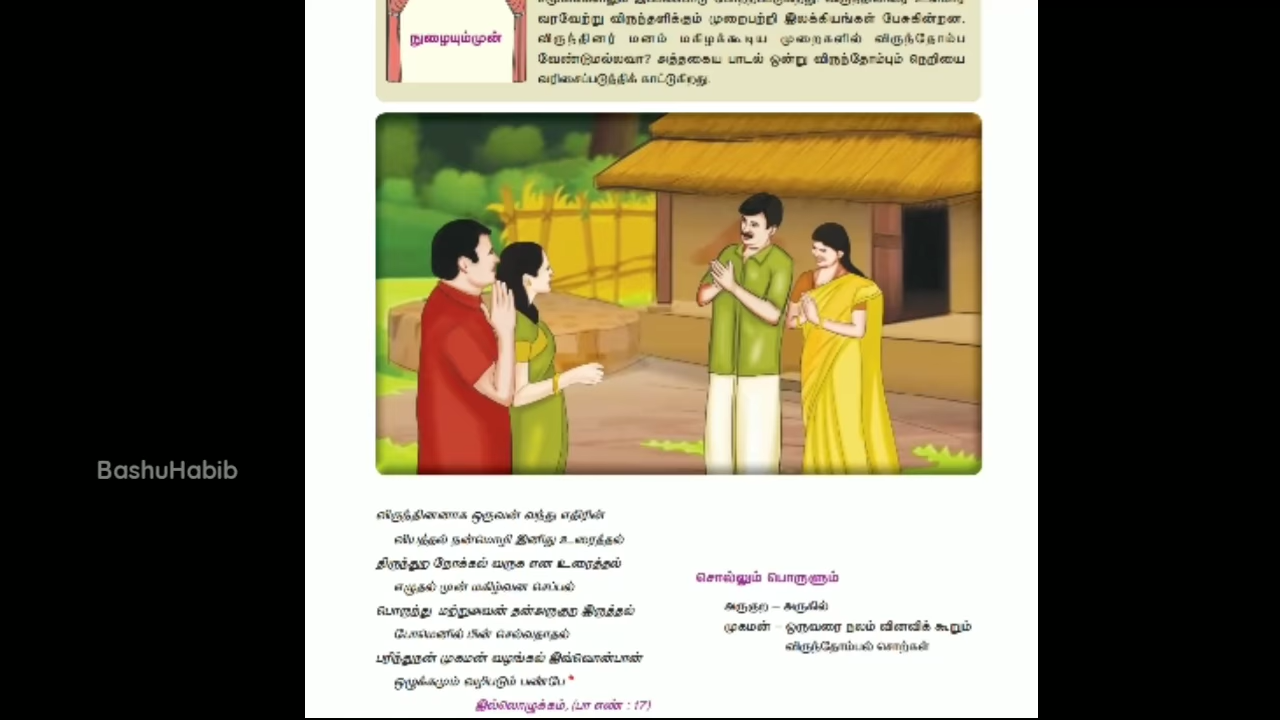 நுழையும்முன்
வரவேற்று விருந்தளிக்கும் முறைபற்றி இலக்கியங்கள் பேசுகின்றன.
விருந்தினர் மனம் மகிழக்கூடிய முறைகளில் விருந்தோம்ப
வேண்டுமல்லவா? அத்தகைய பாடல் ஒன்று விருந்தோம்பும் நெறியை
வரிசைப்படுத்திக் காட்டுகிறது.
BashuHabib
விருந்தினனாக ஒருவன் வந்து எதிரின்
வியத்தல் நன்மொழி இனிது உரைத்தல்
திருந்துற நோக்கல் வருக என உரைத்தல்
எழுதல் முன் மகிழ்வன செப்பல்
பொருந்து மற்றுஅவன் தன்அருகுற இருத்தல்
போமெனில் பின் செல்வதாதல்
பரிந்துநன் முகமன் வழங்கல் இவ்வொன்பான்
ஒழுக்கமும் வழிபடும் பண்பே *
இல்லொழுக்கம், (பா எண் : 17)
சொல்லும் பொருளும்
அருகுற – அருகில்
முகமன் – ஒருவரை நலம் வினவிக் கூறும்
விருந்தோம்பல் சொற்கள்